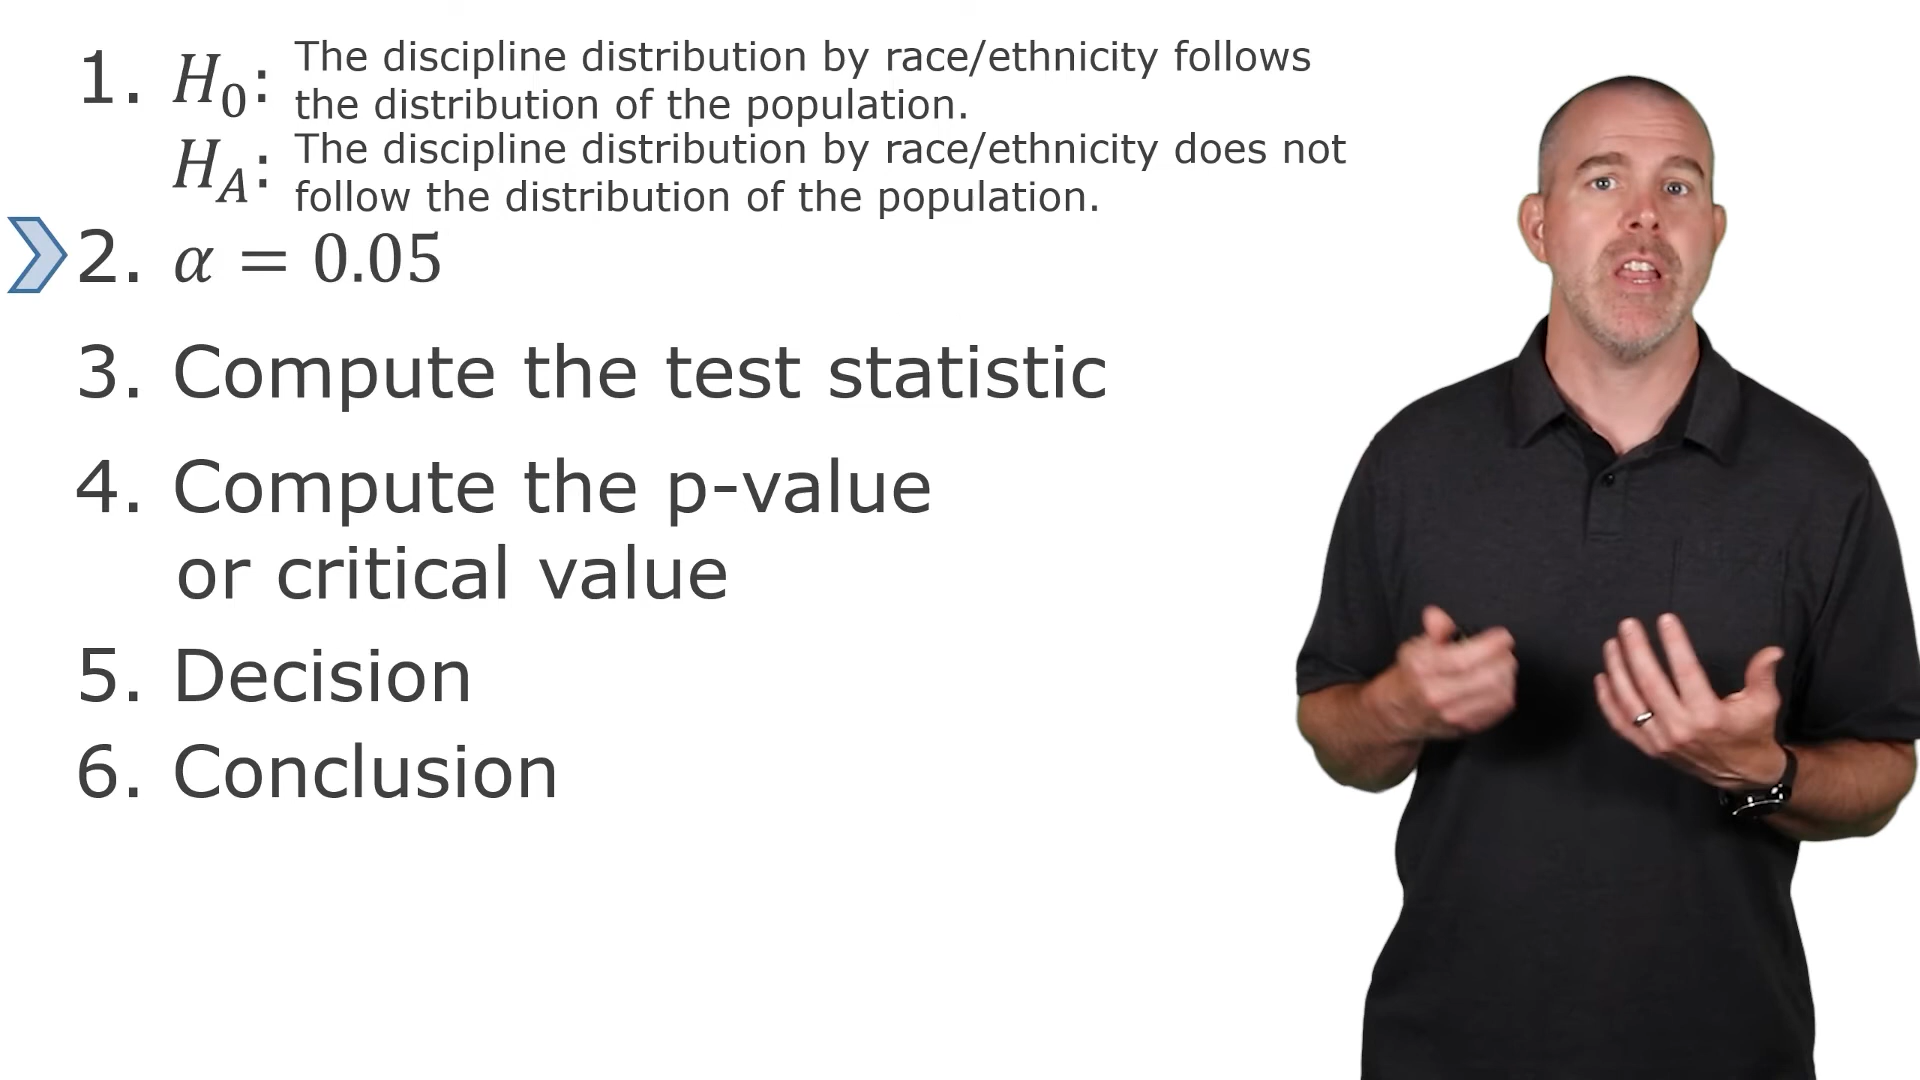 1. H₀: The discipline distribution by race/ethnicity follows
the distribution of the population.
H_A: The discipline distribution by race/ethnicity does not
follow the distribution of the population.
2. α = 0.05
3. Compute the test statistic
4. Compute the p-value
or critical value
5. Decision
6. Conclusion